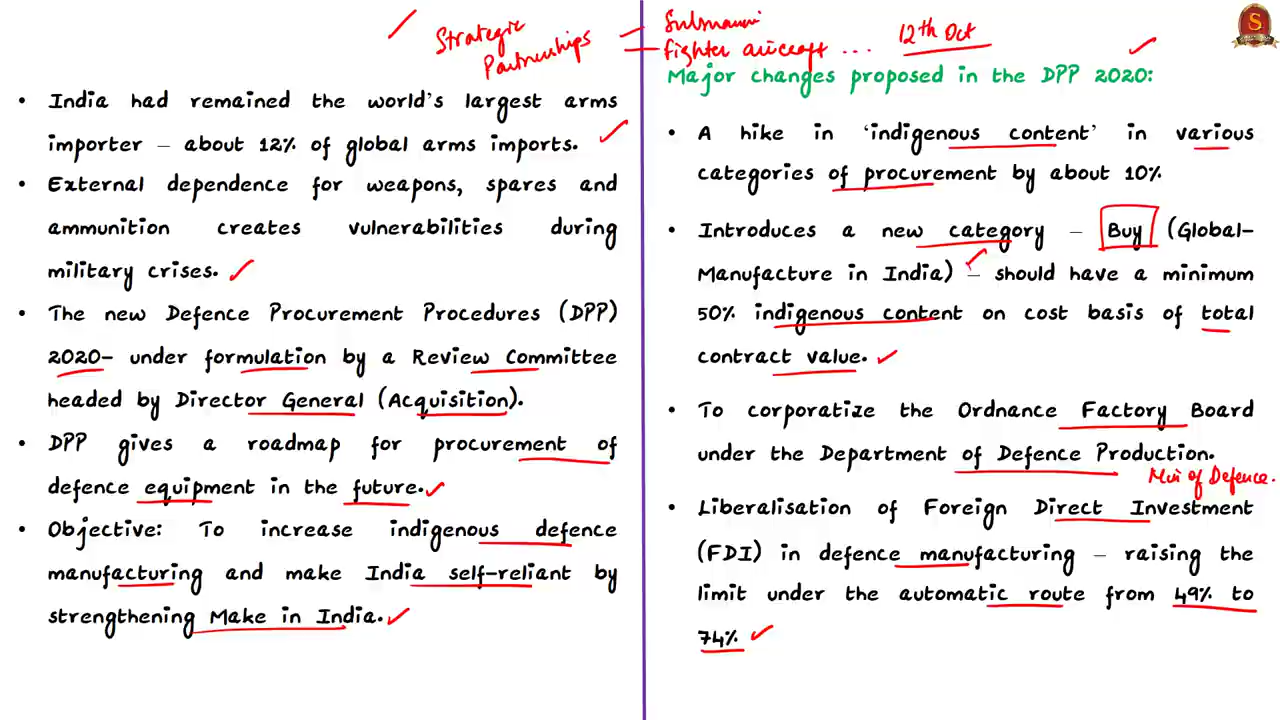 Strategic
Partnerships
• India had remained the world's largest arms
importer – about 12% of global arms imports.
• External dependence for weapons, spares and
ammunition creates vulnerabilities during
military crises.
• The new Defence Procurement Procedures (DPP)
2020- under formulation by a Review Committee
headed by Director General (Acquisition).
• DPP gives a roadmap for procurement of
defence equipment in the future.
• Objective: To increase indigenous defence
manufacturing and make India self-reliant by
strengthening Make in India.
fighter aircraft ...
12th Oct
Major changes proposed in the DPP 2020:
• A hike in 'indigenous content' in various
categories of procurement by about 10%.
• Introduces a new category – Buy (Global-
Manufacture in India) – should have a minimum
50% indigenous content on cost basis of total
contract value.
• To corporatize the Ordnance Factory Board
under the Department of Defence Production.
Min of Defence.
• Liberalisation of Foreign Direct Investment
(FDI) in defence manufacturing – raising the
limit under the automatic route from 49% to
74%
S